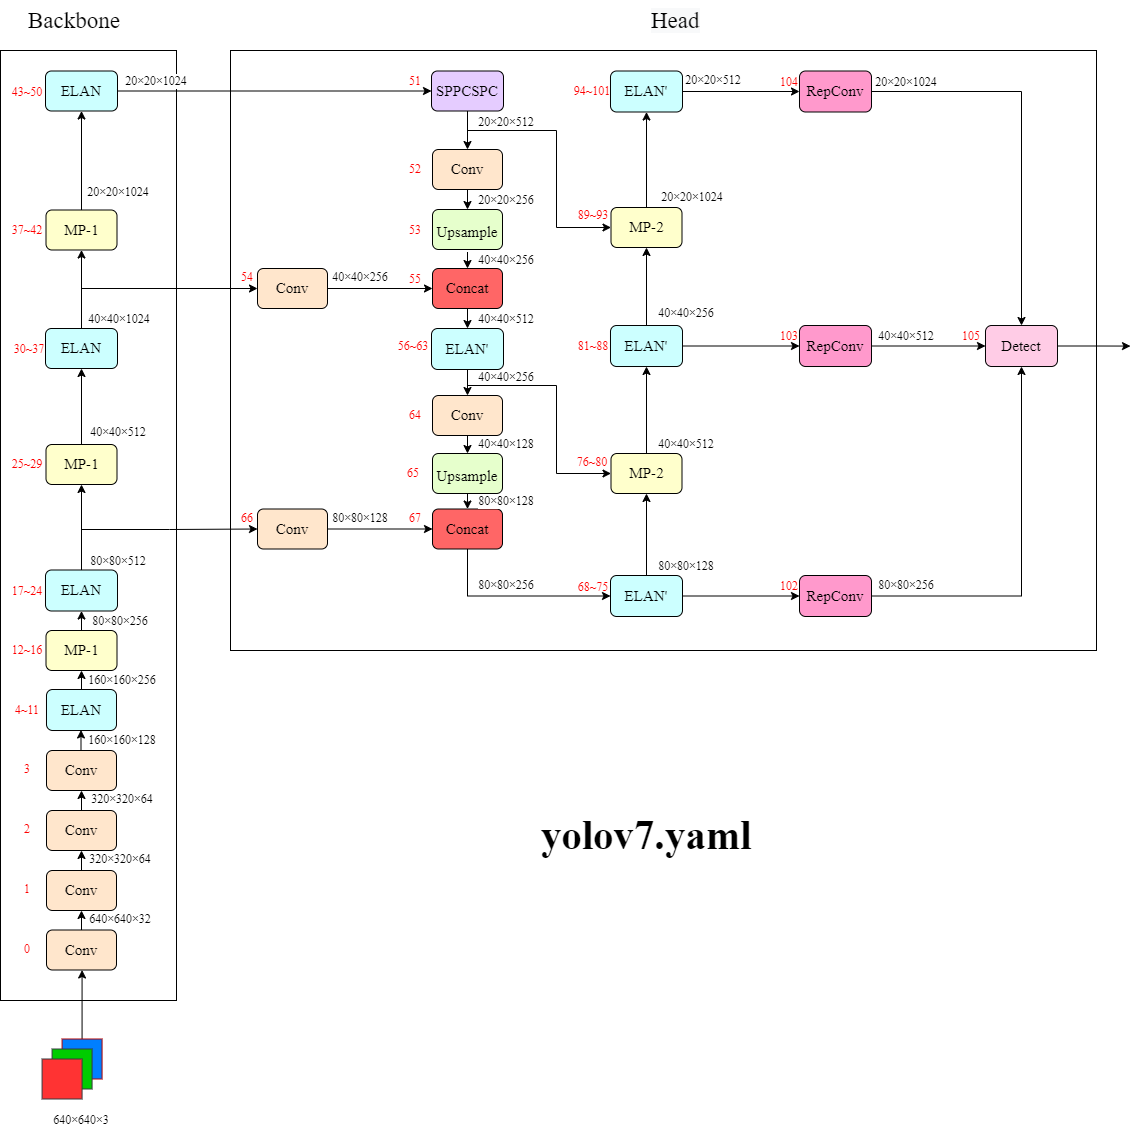 Backbone
Head
43~50
ELAN
20×20×1024
51
SPPCSPC
94~101
ELAN'
20×20×512
104
RepConv
20×20×1024
20×20×512
52
Conv
20×20×1024
20×20×256
20×20×1024
37~42
MP-1
53
Upsample
89~93
MP-2
40×40×256
54
Conv
40×40×256
55
Concat
40×40×1024
40×40×512
40×40×256
30~37
ELAN
56~63
ELAN'
81~88
ELAN'
103
RepConv
40×40×512
105
Detect
40×40×256
64
Conv
40×40×512
40×40×128
40×40×512
25~29
MP-1
65
Upsample
76~80
MP-2
80×80×128
66
Conv
80×80×128
67
Concat
80×80×512
80×80×128
17~24
ELAN
80×80×256
68~75
ELAN'
102
RepConv
80×80×256
80×80×256
12~16
MP-1
160×160×256
4~11
ELAN
160×160×128
3
Conv
320×320×64
2
Conv
yolov7.yaml
320×320×64
1
Conv
640×640×32
0
Conv
640×640×3